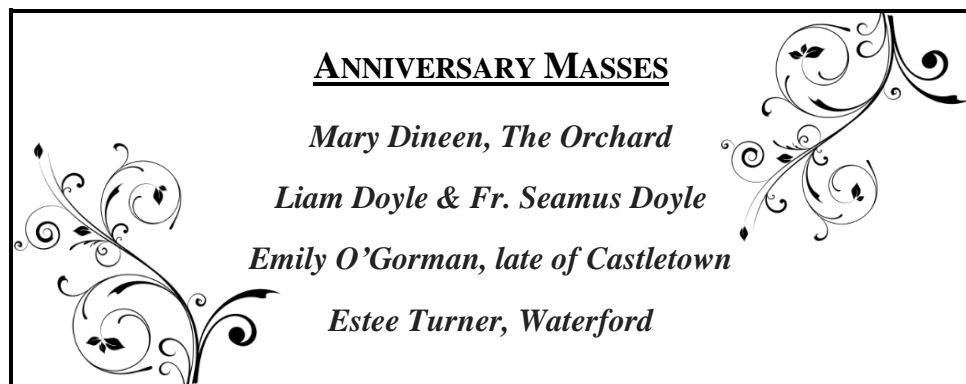 ANNIVERSARY MASSES
Mary Dineen, The Orchard
Liam Doyle & Fr. Seamus Doyle
Emily O’Gorman, late of Castletown
Estee Turner, Waterford